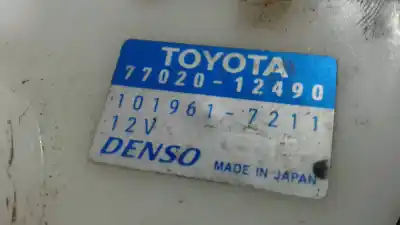 TOYOTA
77020-12490
101961-7211
12V
DENSO MADE IN JAPAN